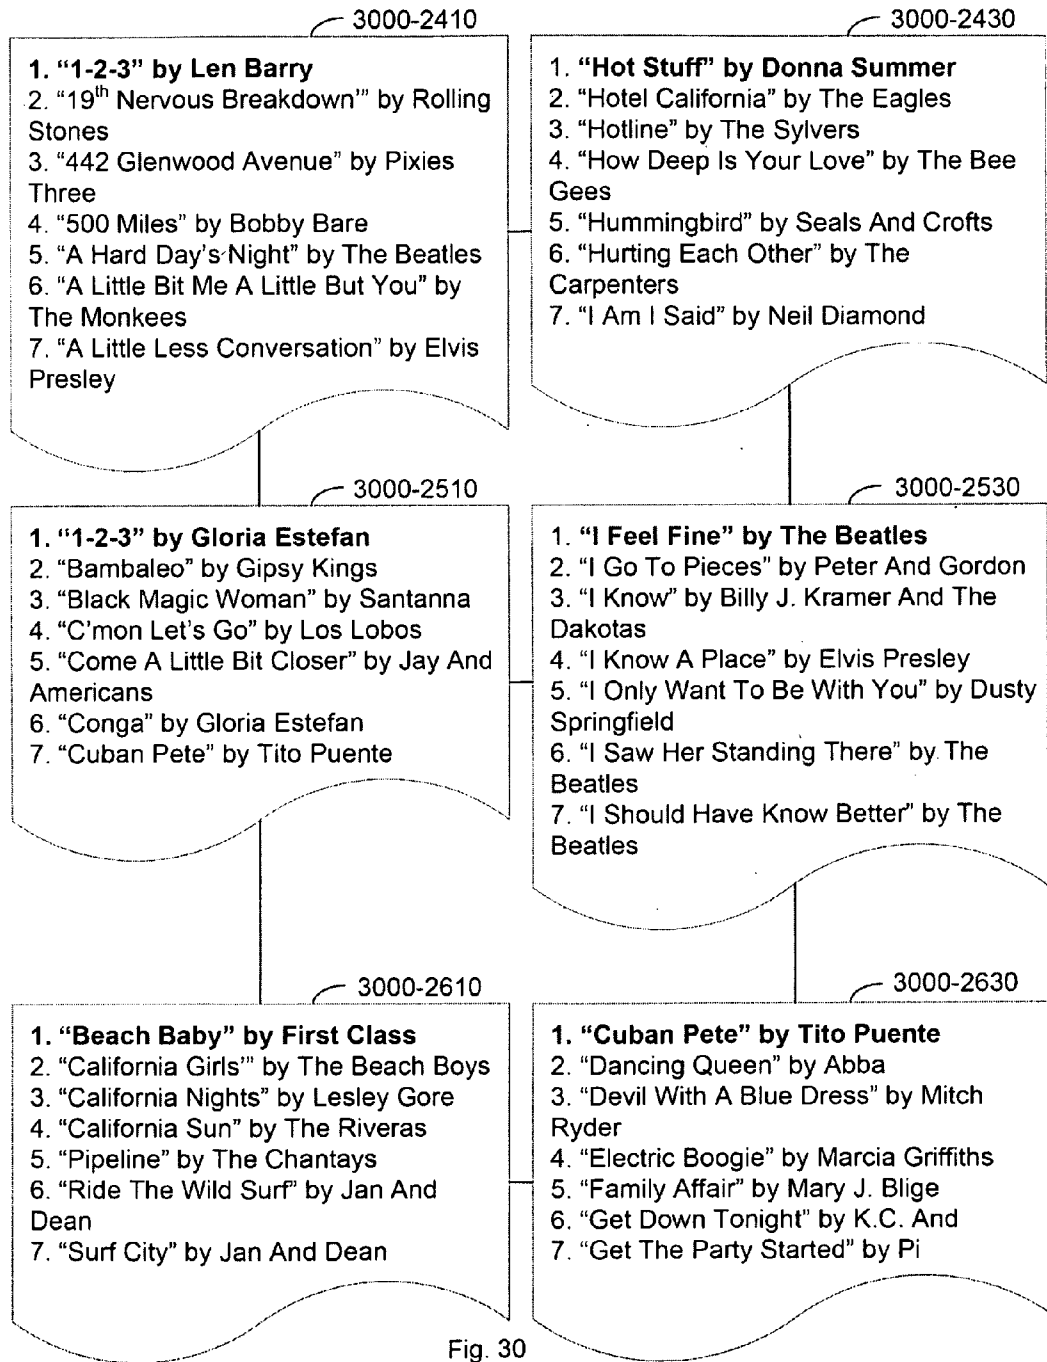 3000-2410
1. “1-2-3” by Len Barry
2. “19th Nervous Breakdown’” by Rolling
Stones
3. “442 Glenwood Avenue” by Pixies
Three
4. “500 Miles” by Bobby Bare
5. “A Hard Day's Night” by The Beatles
6. “A Little Bit Me A Little But You” by
The Monkees
7. “A Little Less Conversation” by Elvis
Presley
3000-2430
1. “Hot Stuff” by Donna Summer
2. “Hotel California” by The Eagles
3. “Hotline” by The Sylvers
4. “How Deep Is Your Love” by The Bee
Gees
5. “Hummingbird” by Seals And Crofts
6. “Hurting Each Other” by The
Carpenters
7. “I Am I Said” by Neil Diamond
3000-2510
1. “1-2-3” by Gloria Estefan
2. “Bambaleo” by Gipsy Kings
3. “Black Magic Woman” by Santanna
4. “C'mon Let's Go” by Los Lobos
5. “Come A Little Bit Closer” by Jay And
Americans
6. “Conga” by Gloria Estefan
7. “Cuban Pete” by Tito Puente
3000-2530
1. “I Feel Fine” by The Beatles
2. “I Go To Pieces” by Peter And Gordon
3. “I Know” by Billy J. Kramer And The
Dakotas
4. “I Know A Place” by Elvis Presley
5. “I Only Want To Be With You” by Dusty
Springfield
6. “I Saw Her Standing There” by The
Beatles
7. “I Should Have Know Better” by The
Beatles
3000-2610
1. “Beach Baby” by First Class
2. “California Girls’” by The Beach Boys
3. “California Nights” by Lesley Gore
4. “California Sun” by The Riveras
5. “Pipeline” by The Chantays
6. “Ride The Wild Surf” by Jan And
Dean
7. “Surf City” by Jan And Dean
3000-2630
1. “Cuban Pete” by Tito Puente
2. “Dancing Queen” by Abba
3. “Devil With A Blue Dress” by Mitch
Ryder
4. “Electric Boogie” by Marcia Griffiths
5. “Family Affair” by Mary J. Blige
6. “Get Down Tonight” by K.C. And
7. “Get The Party Started” by Pi
Fig. 30